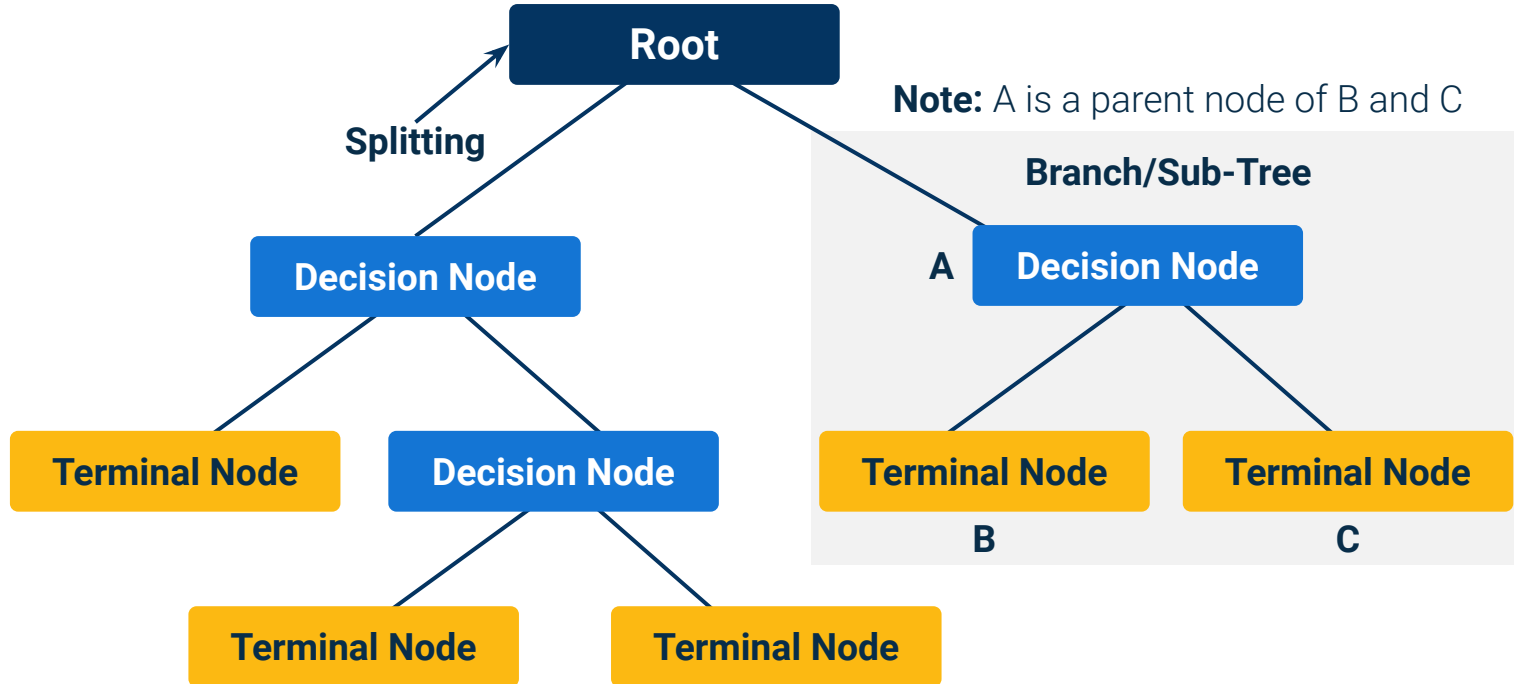 Root
Note: A is a parent node of B and C
Splitting
Branch/Sub-Tree
Decision Node
A
Decision Node
Terminal Node
Decision Node
Terminal Node
Terminal Node
B
C
Terminal Node
Terminal Node